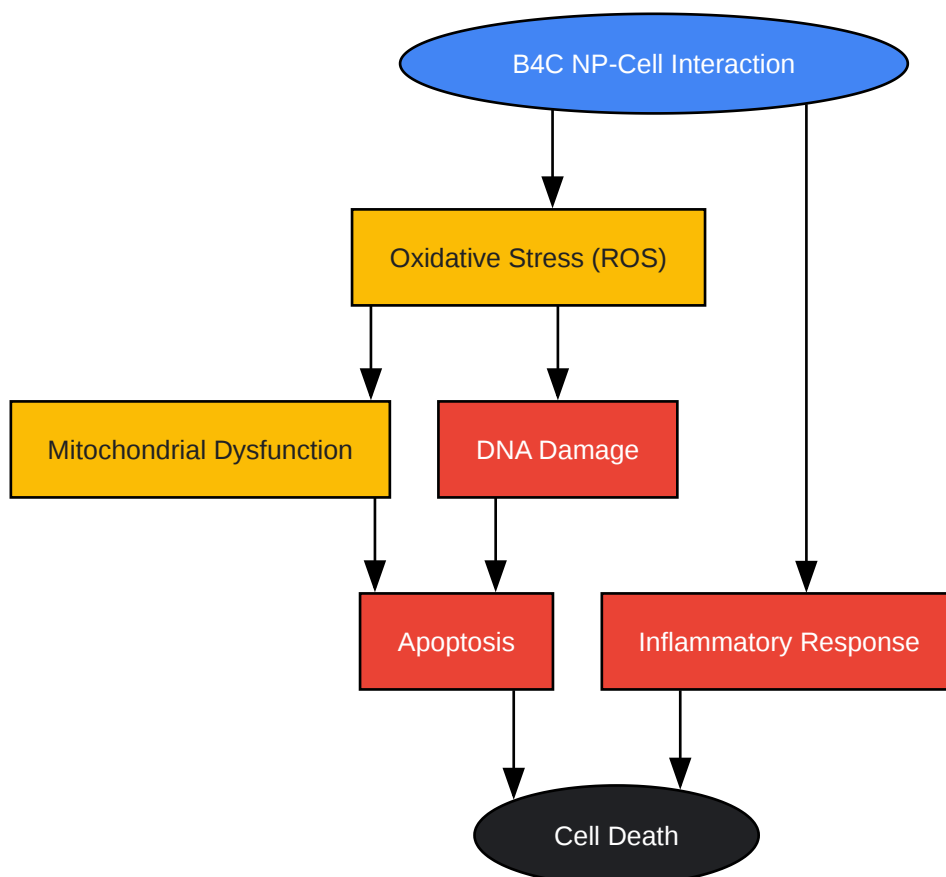 B4C NP-Cell Interaction
Oxidative Stress (ROS)
Mitochondrial Dysfunction
DNA Damage
Apoptosis
Inflammatory Response
Cell Death